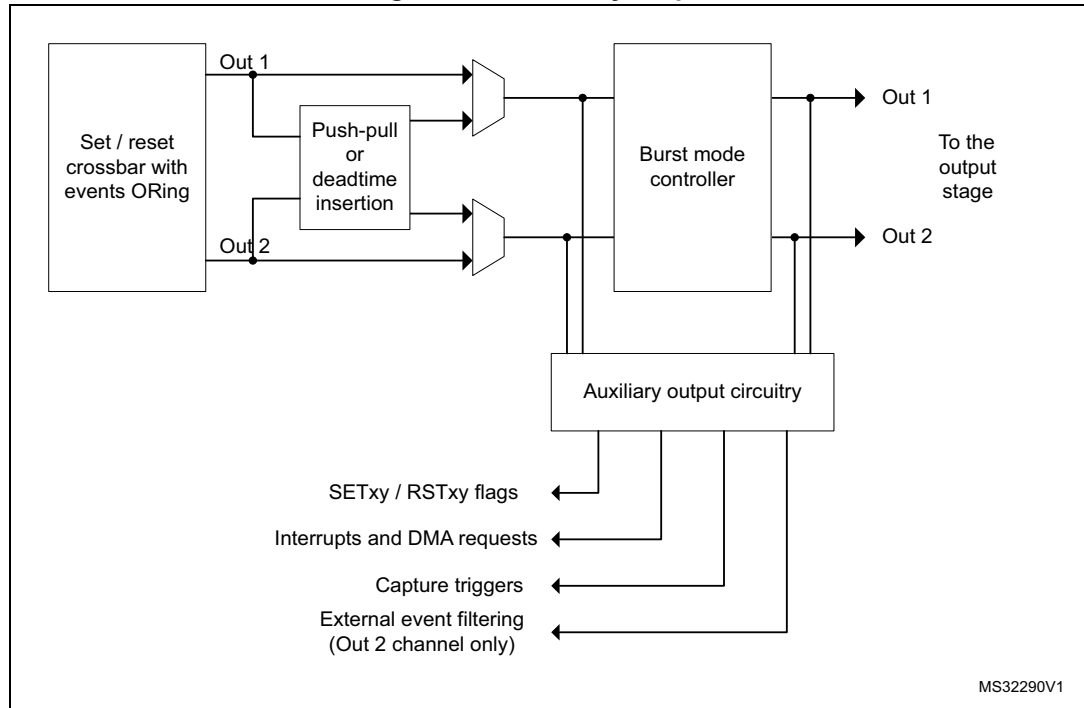 Out 1
Set / reset
crossbar with
events ORing
Out 2
Push-pull
or
deadtime
insertion
Burst mode
controller
Out 1
To the
output
stage
Out 2
Auxiliary output circuitry
SETxy / RSTxy flags
Interrupts and DMA requests
Capture triggers
External event filtering
(Out 2 channel only)
MS32290V1